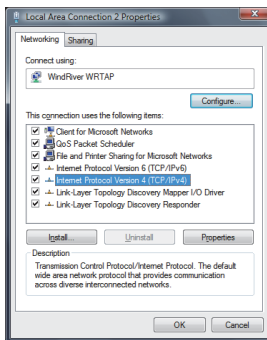 Local Area Connection 2 Properties
Networking Sharing
Connect using:
WindRiver WRTAP
Configure...
This connection uses the following items:
Client for Microsoft Networks
QoS Packet Scheduler
File and Printer Sharing for Microsoft Networks
Internet Protocol Version 6 (TCP/IPv6)
Internet Protocol Version 4 (TCP/IPv4)
Link-Layer Topology Discovery Mapper I/O Driver
Link-Layer Topology Discovery Responder
Install... Uninstall Properties
Description
Transmission Control Protocol/Internet Protocol. The default
wide area network protocol that provides communication
across diverse interconnected networks.
OK Cancel